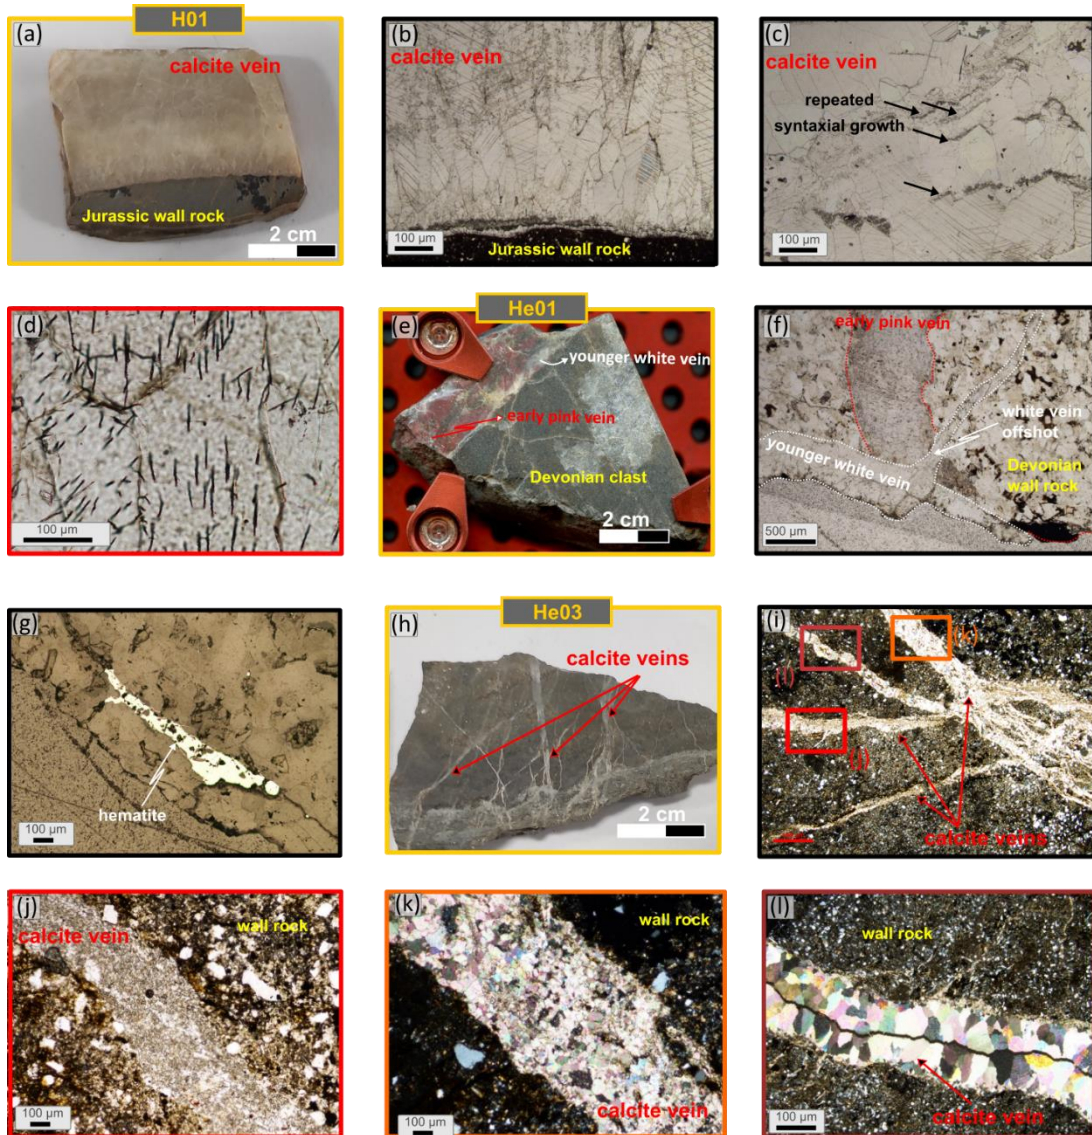 H01
(a)
calcite vein
Jurassic wall rock
2 cm
(b)
calcite vein
100 µm
Jurassic wall rock
(c)
calcite vein
repeated
syntaxial growth
100 µm
(d)
100 µm
He01
(e)
younger white vein
early pink vein
Devonian clast
2 cm
(f)
early pink vein
white vein
offshot
younger white vein
Devonian
wall rock
500 µm
(g)
hematite
100 µm
He03
(h)
calcite veins
2 cm
(i)
(l)
(k)
(j)
calcite veins
(j)
calcite vein
wall rock
100 µm
(k)
wall rock
calcite vein
100 µm
(l)
wall rock
calcite vein
100 µm